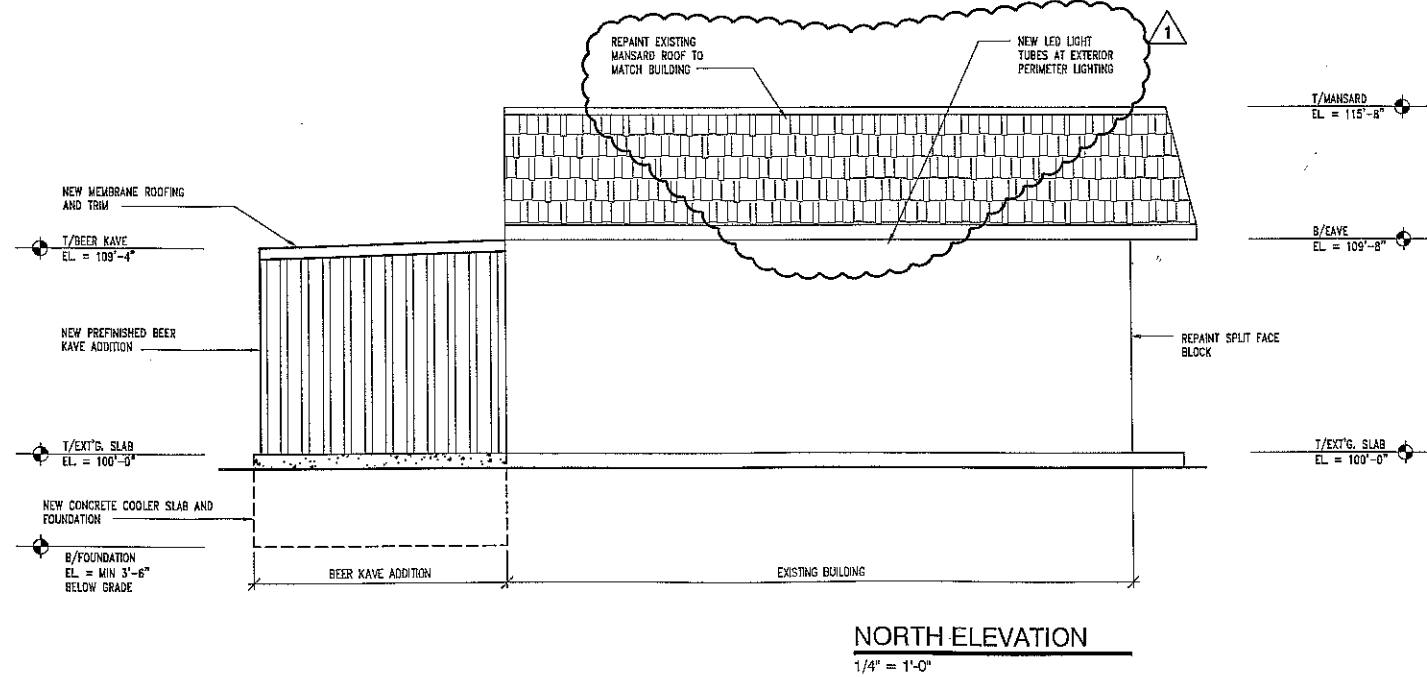 REPAINT EXISTING
MANSARD ROOF TO
MATCH BUILDING
NEW LED LIGHT
TUBES AT EXTERIOR
PERIMETER LIGHTING
1
T/MANSARD
EL = 115'-8"
NEW MEMBRANE ROOFING
AND TRIM
T/BEER KAVE
EL = 109'-4"
B/EAVE
EL = 109'-8"
NEW PREFINISHED BEER
KAVE ADDITION
REPAINT SPLIT FACE
BLOCK
T/EXT'G. SLAB
EL = 100'-0"
T/EXT'G. SLAB
EL = 100'-0"
NEW CONCRETE COOLER SLAB AND
FOUNDATION
B/FOUNDATION
EL = MIN 3'-6"
BELOW GRADE
BEER KAVE ADDITION
EXISTING BUILDING
NORTH ELEVATION
1/4" = 1'-0"